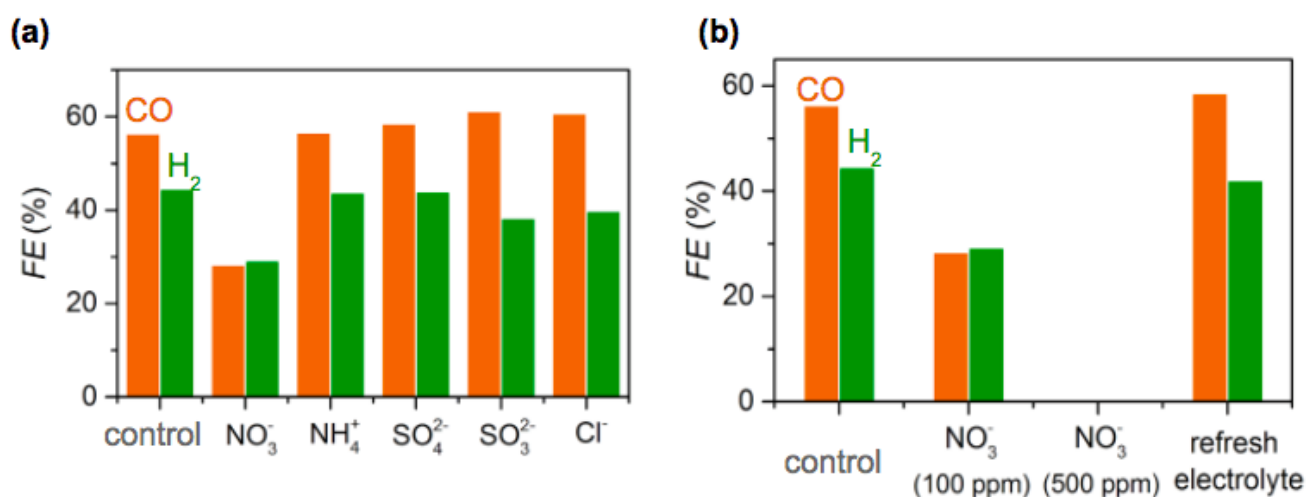 (a)
FE (%)
60
40
20
0
CO
H₂
control NO₃⁻ NH₄⁺ SO₄²⁻ SO₃²⁻ Cl⁻
(b)
FE (%)
60
40
20
0
CO
H₂
control NO₃⁻ NO₃⁻ refresh
(100 ppm) (500 ppm) electrolyte